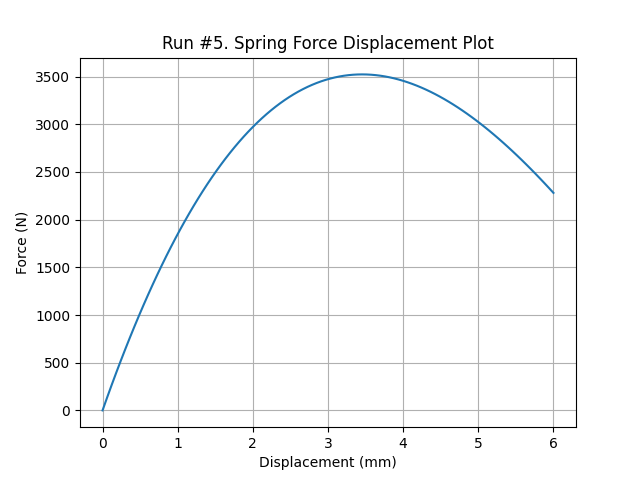 Run #5. Spring Force Displacement Plot
3500
3000
2500
2000
1500
1000
500
0
Force (N)
0 1 2 3 4 5 6
Displacement (mm)